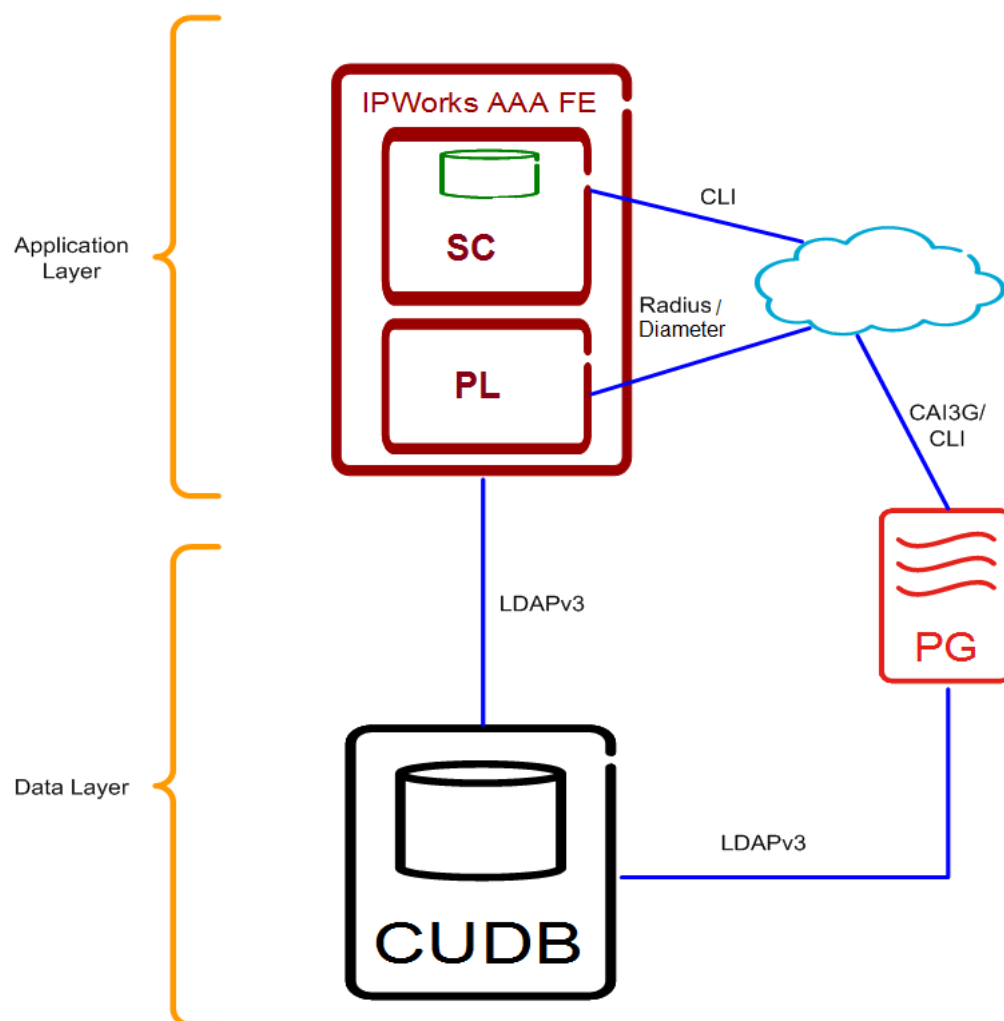 IPWorks AAA FE
SC
CLI
Application
Layer
Radius /
Diameter
PL
CAI3G/
CLI
LDAPv3
PG
Data Layer
LDAPv3
CUDB